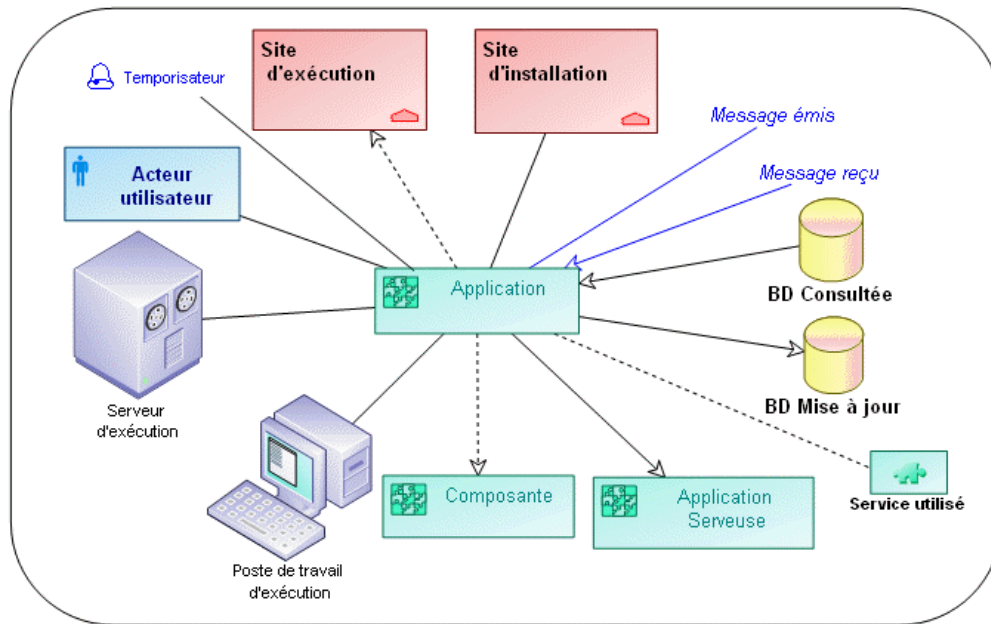 Site
d'exécution
Site
d'installation
Temporisateur
Message émis
Message reçu
Acteur
utilisateur
Application
BD Consultée
BD Mise à jour
Serveur
d'exécution
Composante
Application
Serveuse
Service utilisé
Poste de travail
d'exécution